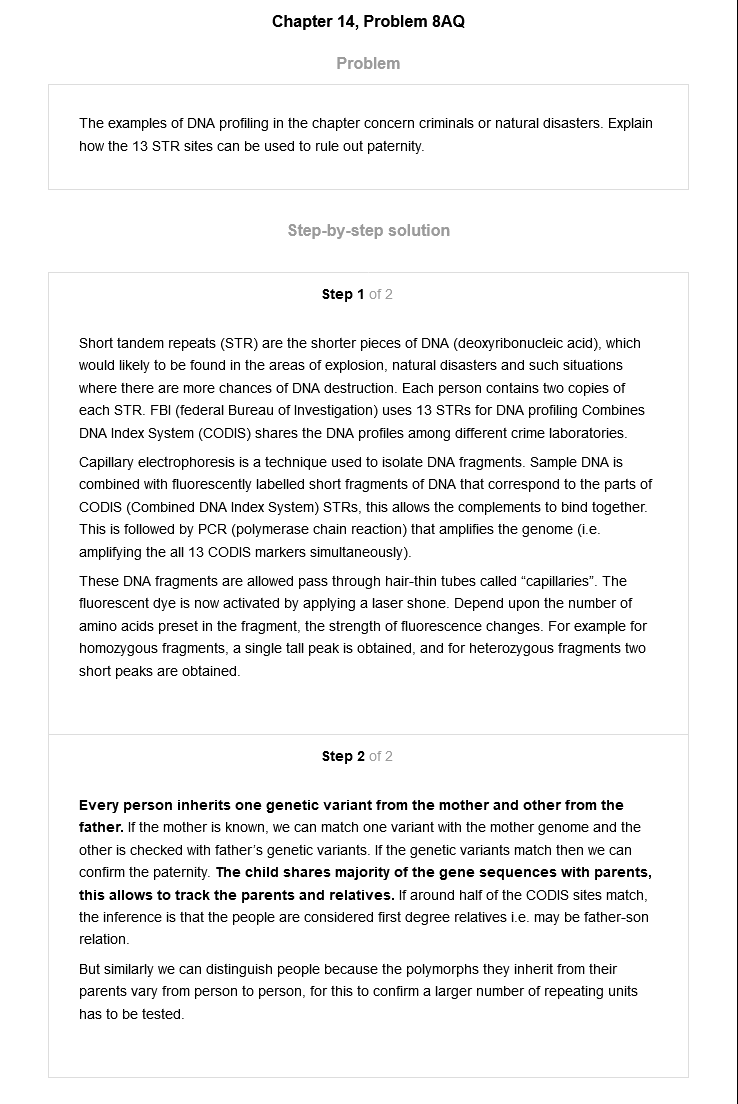 Chapter 14, Problem 8AQ
Problem
The examples of DNA profiling in the chapter concern criminals or natural disasters. Explain
how the 13 STR sites can be used to rule out paternity.
Step-by-step solution
Step 1 of 2
Short tandem repeats (STR) are the shorter pieces of DNA (deoxyribonucleic acid), which
would likely to be found in the areas of explosion, natural disasters and such situations
where there are more chances of DNA destruction. Each person contains two copies of
each STR. FBI (federal Bureau of Investigation) uses 13 STRs for DNA profiling Combines
DNA Index System (CODIS) shares the DNA profiles among different crime laboratories.
Capillary electrophoresis is a technique used to isolate DNA fragments. Sample DNA is
combined with fluorescently labelled short fragments of DNA that correspond to the parts of
CODIS (Combined DNA Index System) STRs, this allows the complements to bind together.
This is followed by PCR (polymerase chain reaction) that amplifies the genome (i.e.
amplifying the all 13 CODIS markers simultaneously).
These DNA fragments are allowed pass through hair-thin tubes called “capillaries”. The
fluorescent dye is now activated by applying a laser shone. Depend upon the number of
amino acids preset in the fragment, the strength of fluorescence changes. For example for
homozygous fragments, a single tall peak is obtained, and for heterozygous fragments two
short peaks are obtained.
Step 2 of 2
Every person inherits one genetic variant from the mother and other from the
father. If the mother is known, we can match one variant with the mother genome and the
other is checked with father’s genetic variants. If the genetic variants match then we can
confirm the paternity. The child shares majority of the gene sequences with parents,
this allows to track the parents and relatives. If around half of the CODIS sites match,
the inference is that the people are considered first degree relatives i.e. may be father-son
relation.
But similarly we can distinguish people because the polymorphs they inherit from their
parents vary from person to person, for this to confirm a larger number of repeating units
has to be tested.